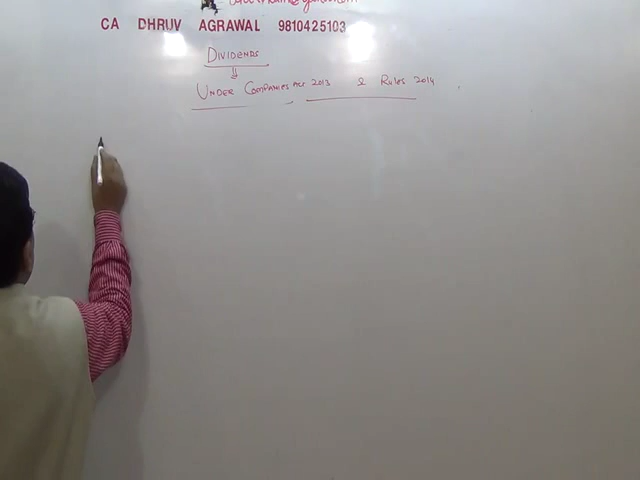 CA DHRUV AGRAWAL 9810425103
DIVIDENDS
UNDER COMPANIES ACT 2013 & RULES 2014